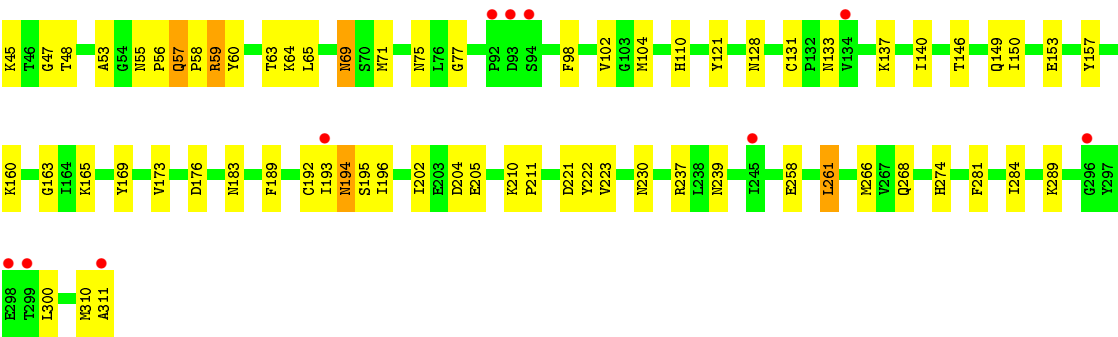 K45 T46 G47 T48 A53 G54 N55 P56 Q57 P58 R59 Y60 T63 K64 L65 N69 S70 M71 N75 L76 G77 P92 D93 S94 F98 V102 G103 M104 H110 Y121 N128 C131 P132 N133 V134 K137 I140 T146 Q149 I150 E153 Y157
K160 G163 I164 K165 Y169 V173 D176 N183 F189 C192 I193 N194 S195 I196 I202 E203 D204 E205 K210 P211 D221 Y222 V223 N230 R237 L238 N239 I245 E258 L261 M266 V267 Q268 H274 F281 I284 K289 G296 Y297
E298 T299 L300 M310 A311